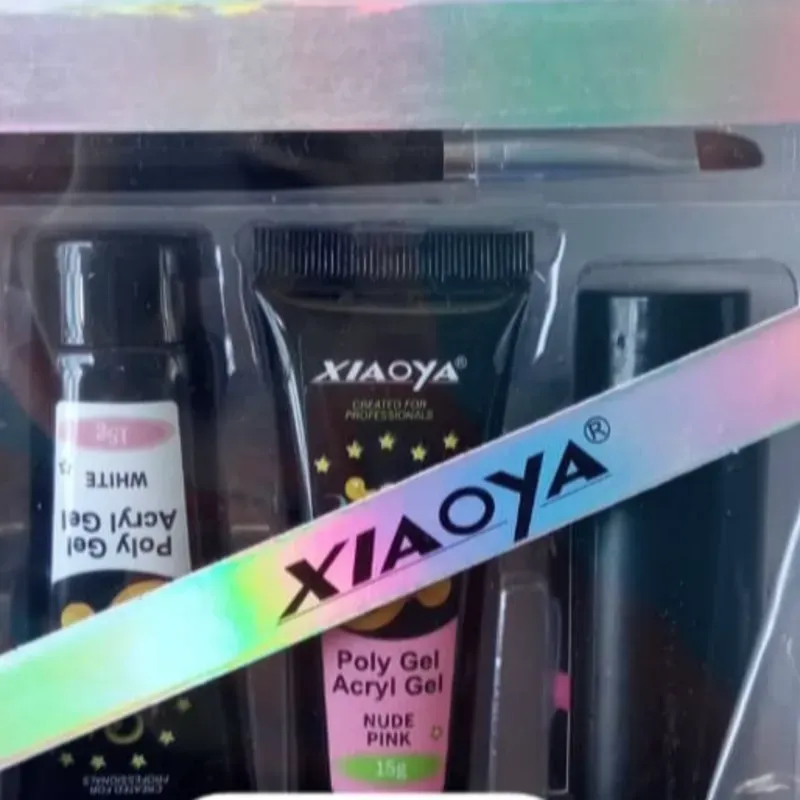 XIAOYA®
CREATED FOR
PROFESSIONALS
XIAOYA®
Poly Gel
Acryl Gel
NUDE
PINK
15g
Poly Gel
Acryl Gel
WHITE
15g
CREATED FOR
PROFESSIONALS